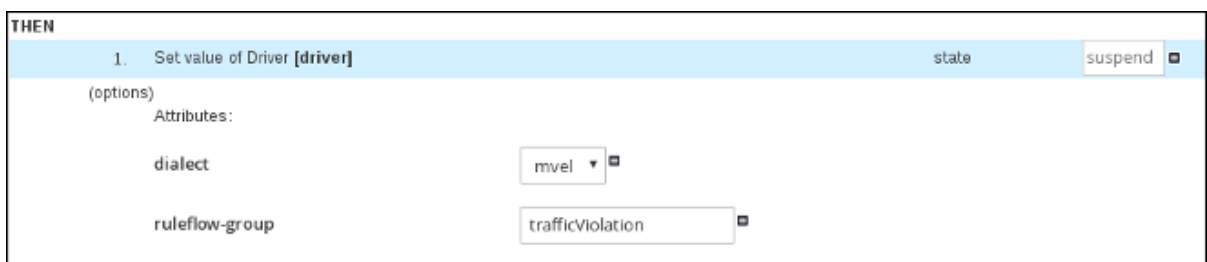 THEN
1. Set value of Driver [driver] state suspend
(options)
Attributes:
dialect mvel
ruleflow-group trafficViolation